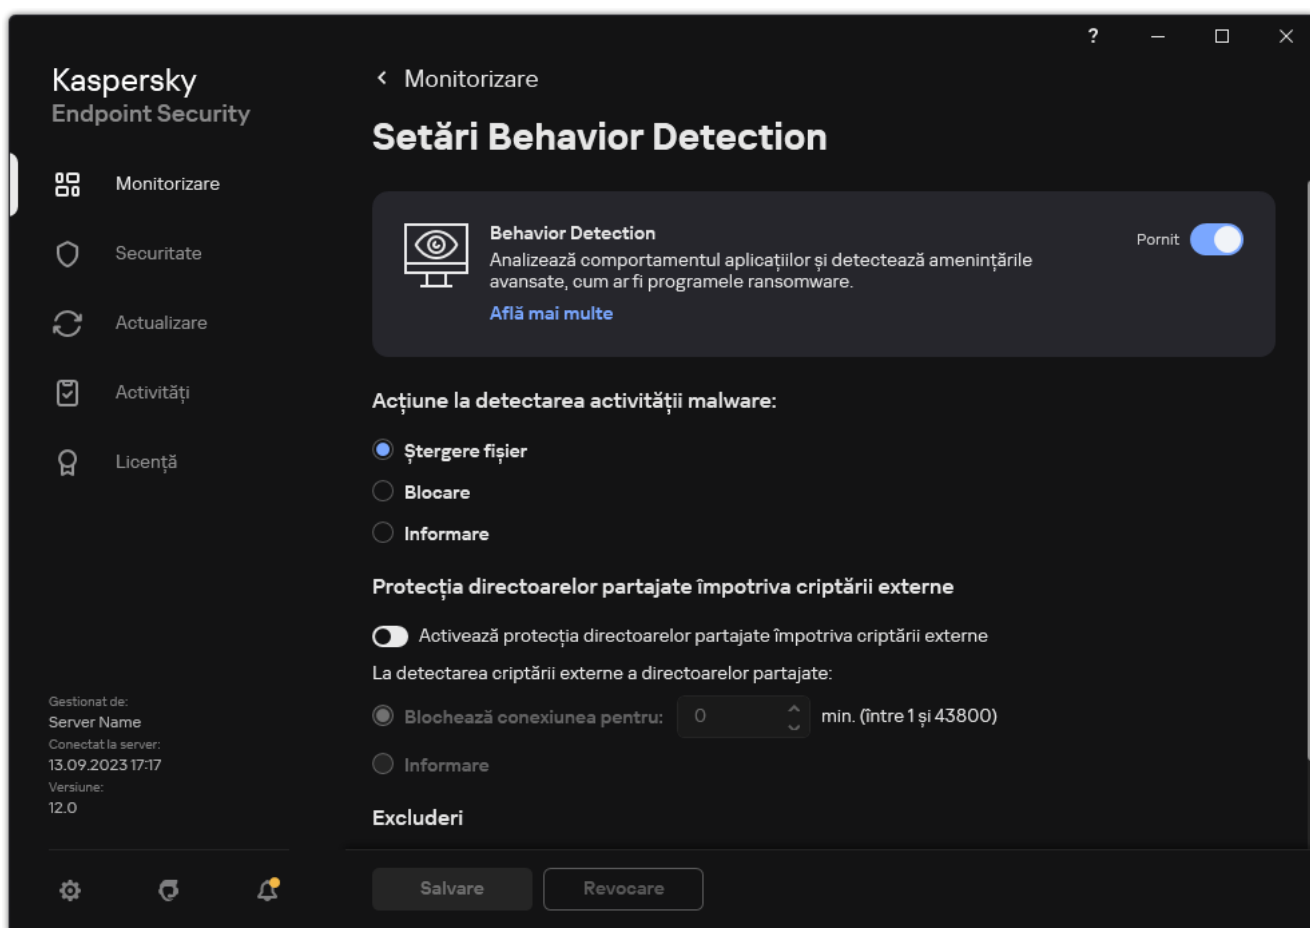 ?
Kaspersky
Endpoint Security
Monitorizare
Securitate
Actualizare
Activități
Licență
Gestionat de:
Server Name
Conectat la server:
13.09.2023 17:17
Versiune:
12.0
Monitorizare
Setări Behavior Detection
Behavior Detection
Pornit
Analizează comportamentul aplicațiilor și detectează amenințările
avansate, cum ar fi programele ransomware.
Află mai multe
Acțiune la detectarea activității malware:
Ștergere fișier
Blocare
Informare
Protecția directoarelor partajate împotriva criptării externe
Activează protecția directoarelor partajate împotriva criptării externe
La detectarea criptării externe a directoarelor partajate:
Blochează conexiunea pentru: 0 min. (între 1 și 43800)
Informare
Excluderi
Salvare Revocare